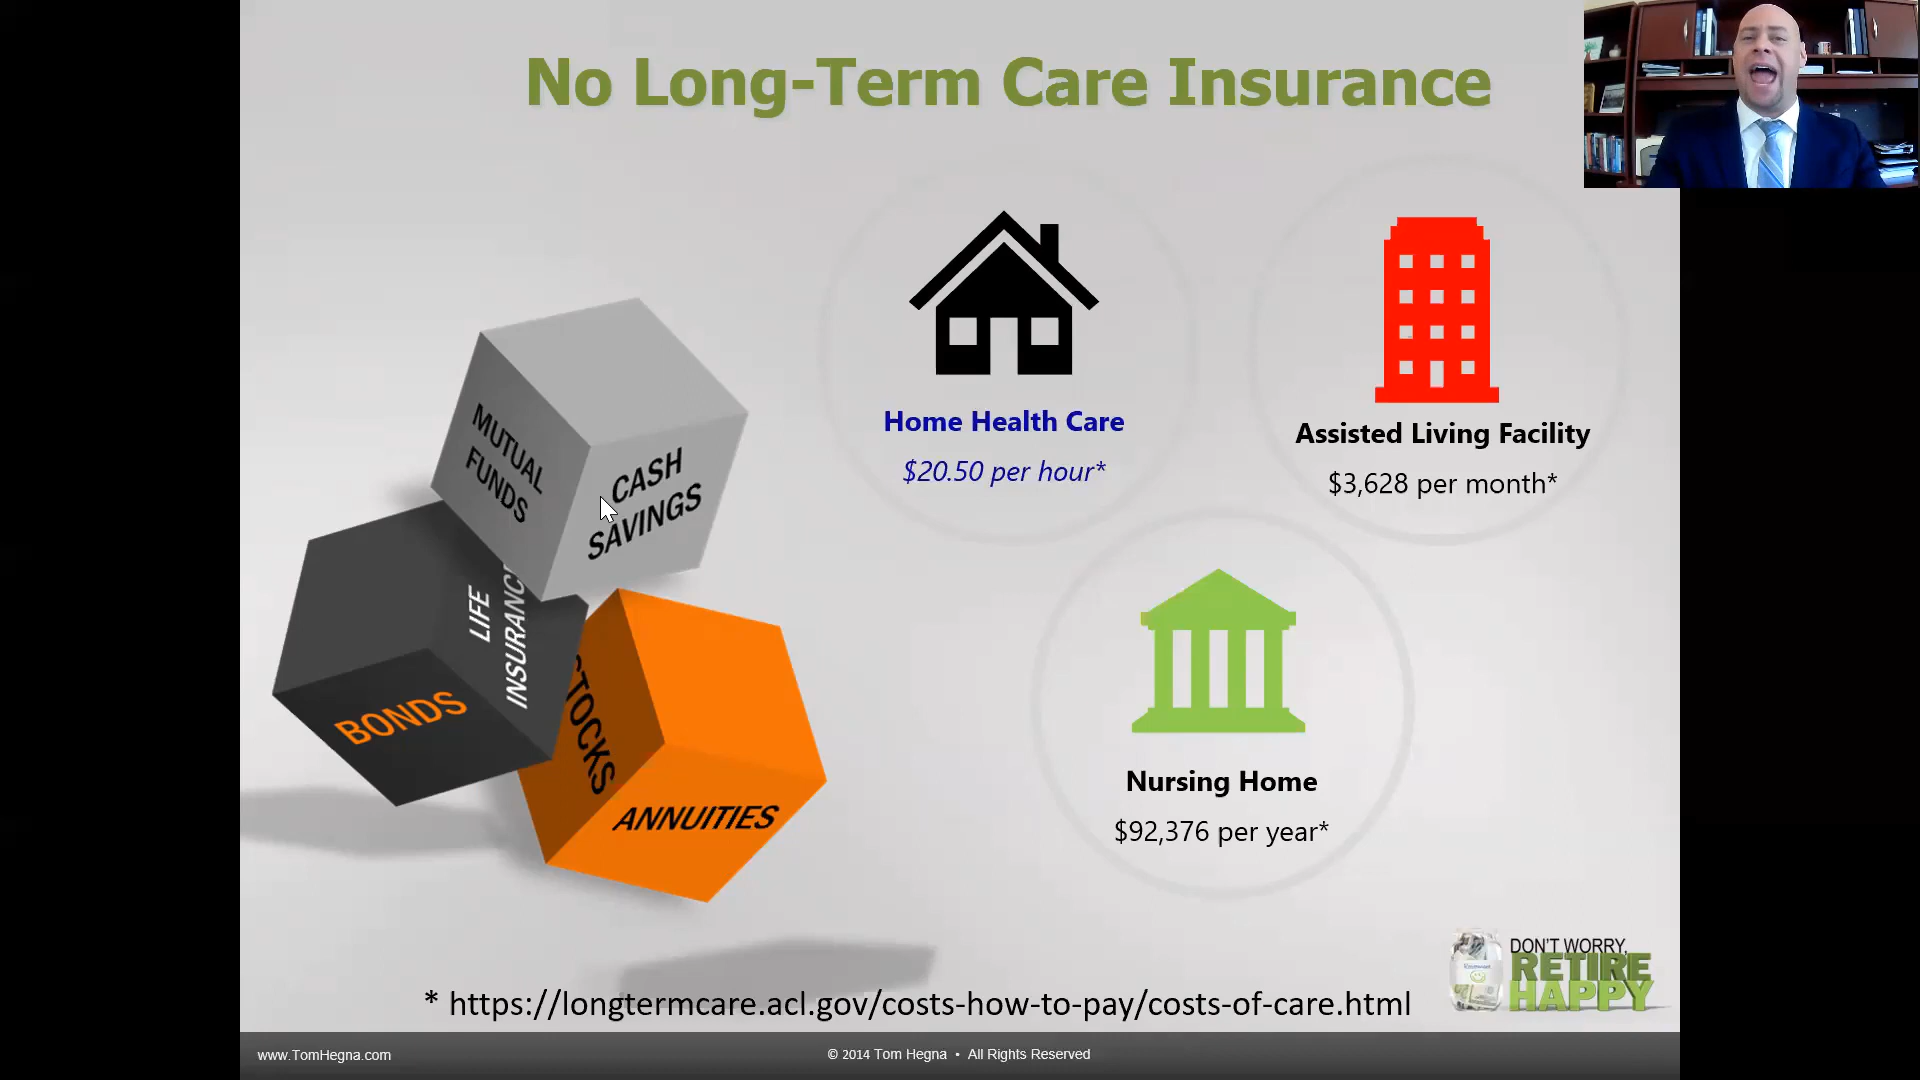 No Long-Term Care Insurance
MUTUAL
FUNDS
CASH
SAVINGS
LIFE
BONDS
ANNUITIES
Home Health Care
$20.50 per hour*
Assisted Living Facility
$3,628 per month*
Nursing Home
$92,376 per year*
DON'T WORRY,
RETIRE
HAPPY
* https://longtermcare.acl.gov/costs-how-to-pay/costs-of-care.html
www.TomHegna.com
© 2014 Tom Hegna • All Rights Reserved